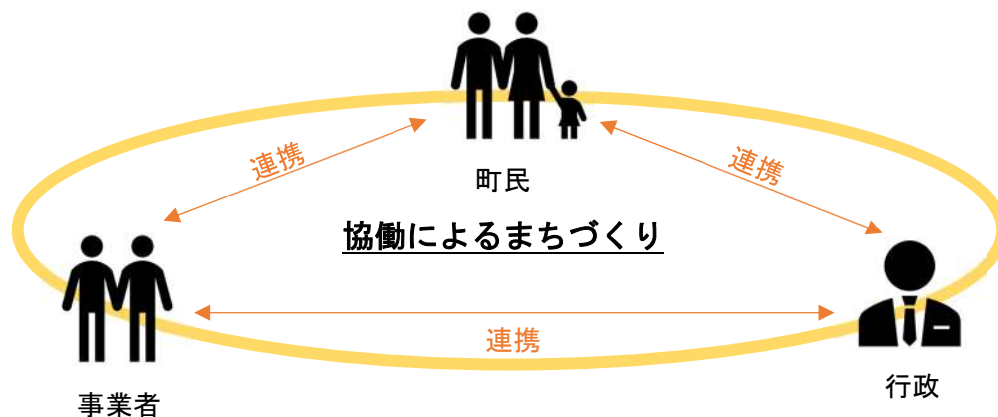 連携
連携
町民
協働によるまちづくり
連携
行政
事業者